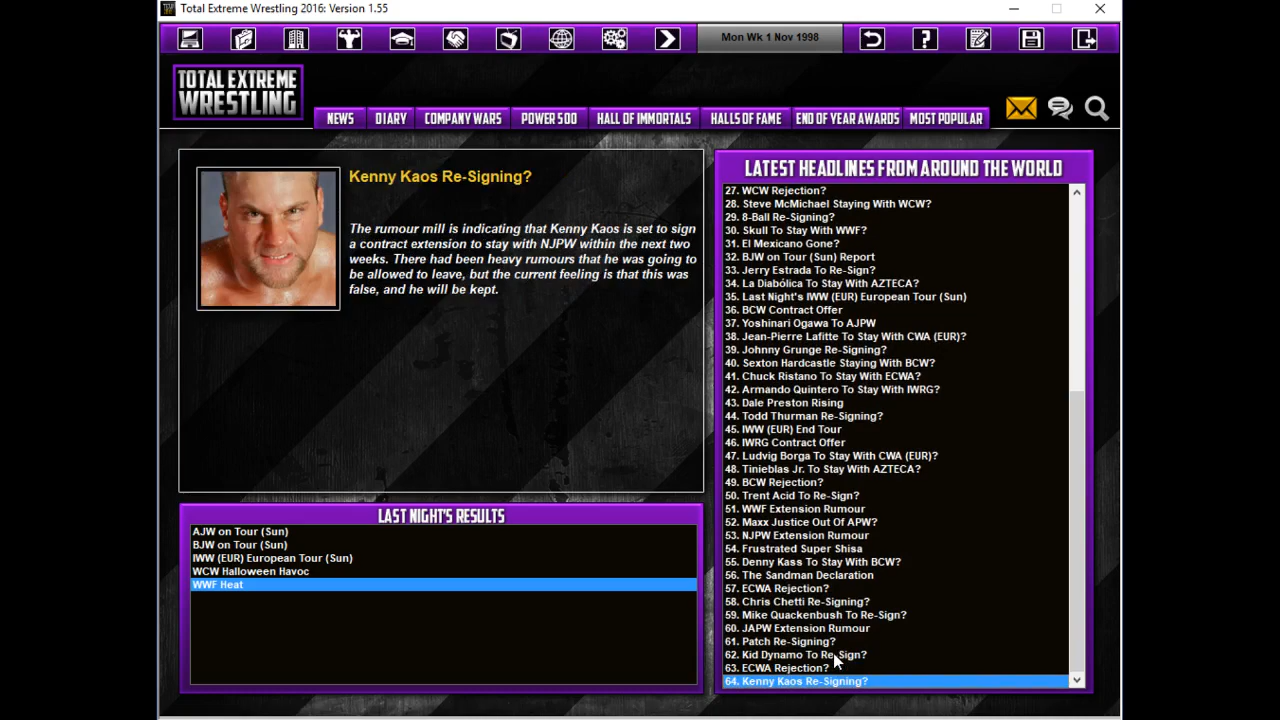 Total Extreme Wrestling 2016: Version 1.55
Mon Wk 1 Nov 1998
TOTAL EXTREME
WRESTLING
NEWS
DIARY
COMPANY WARS
POWER 500
HALL OF IMMORTALS
HALLS OF FAME
END OF YEAR AWARDS
MOST POPULAR
Kenny Kaos Re-Signing?
The rumour mill is indicating that Kenny Kaos is set to sign
a contract extension to stay with NJPW within the next two
weeks. There had been heavy rumours that he was going to
be allowed to leave, but the current feeling is that this was
false, and he will be kept.
LAST NIGHT'S RESULTS
AJW on Tour (Sun)
BJW on Tour (Sun)
IWW (EUR) European Tour (Sun)
WCW Halloween Havoc
WWF Heat
LATEST HEADLINES FROM AROUND THE WORLD
27. WCW Rejection?
28. Steve McMichael Staying With WCW?
29. 8-Ball Re-Signing?
30. Skull To Stay With WWF?
31. El Mexicano Gone?
32. BJW on Tour (Sun) Report
33. Jerry Estrada To Re-Sign?
34. La Diabólica To Stay With AZTECA?
35. Last Night's IWW (EUR) European Tour (Sun)
36. BCW Contract Offer
37. Yoshinari Ogawa To AJPW
38. Jean-Pierre Lafitte To Stay With CWA (EUR)?
39. Johnny Grunge Re-Signing?
40. Sexton Hardcastle Staying With BCW?
41. Chuck Ristano To Stay With ECWA?
42. Armando Quintero To Stay With IWRG?
43. Dale Preston Rising
44. Todd Thurman Re-Signing?
45. IWW (EUR) End Tour
46. IWRG Contract Offer
47. Ludvig Borga To Stay With CWA (EUR)?
48. Tinieblas Jr. To Stay With AZTECA?
49. BCW Rejection?
50. Trent Acid To Re-Sign?
51. WWF Extension Rumour
52. Maxx Justice Out Of APW?
53. NJPW Extension Rumour
54. Frustrated Super Shisa
55. Denny Kass To Stay With BCW?
56. The Sandman Declaration
57. ECWA Rejection?
58. Chris Chetti Re-Signing?
59. Mike Quackenbush To Re-Sign?
60. JAPW Extension Rumour
61. Patch Re-Signing?
62. Kid Dynamo To Re-Sign?
63. ECWA Rejection?
64. Kenny Kaos Re-Signing?